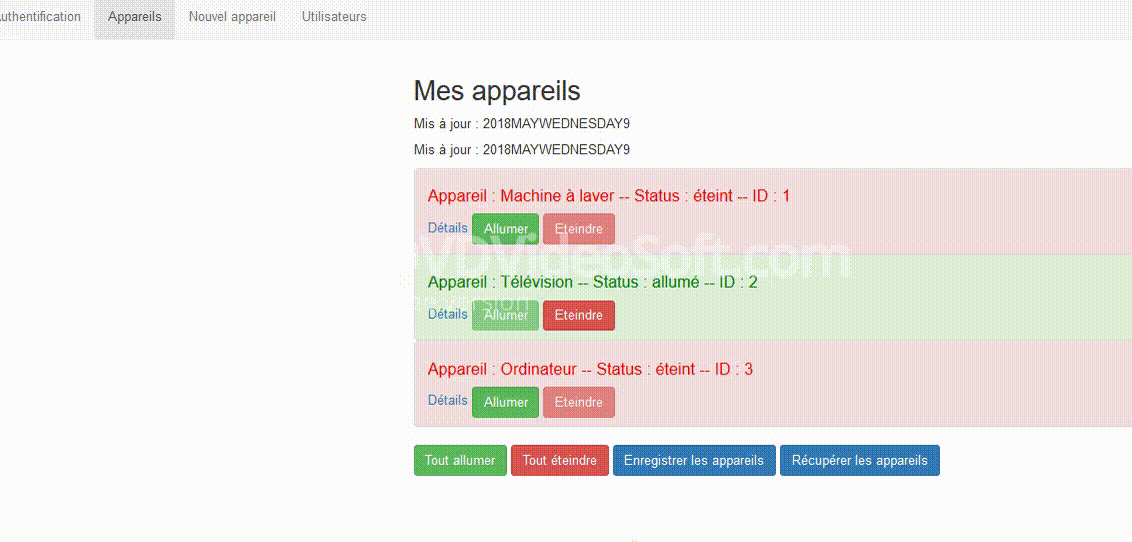 uthentification Appareils Nouvel appareil Utilisateurs
Mes appareils
Mis à jour : 2018MAYWEDNESDAY9
Mis à jour : 2018MAYWEDNESDAY9
Appareil : Machine à laver -- Status : éteint -- ID : 1
Détails Allumer Eteindre
DVDVideoSoft.com
Appareil : Télévision -- Status : allumé -- ID : 2
version
Détails Allumer Eteindre
Appareil : Ordinateur -- Status : éteint -- ID : 3
Détails Allumer Eteindre
Tout allumer Tout éteindre Enregistrer les appareils Récupérer les appareils